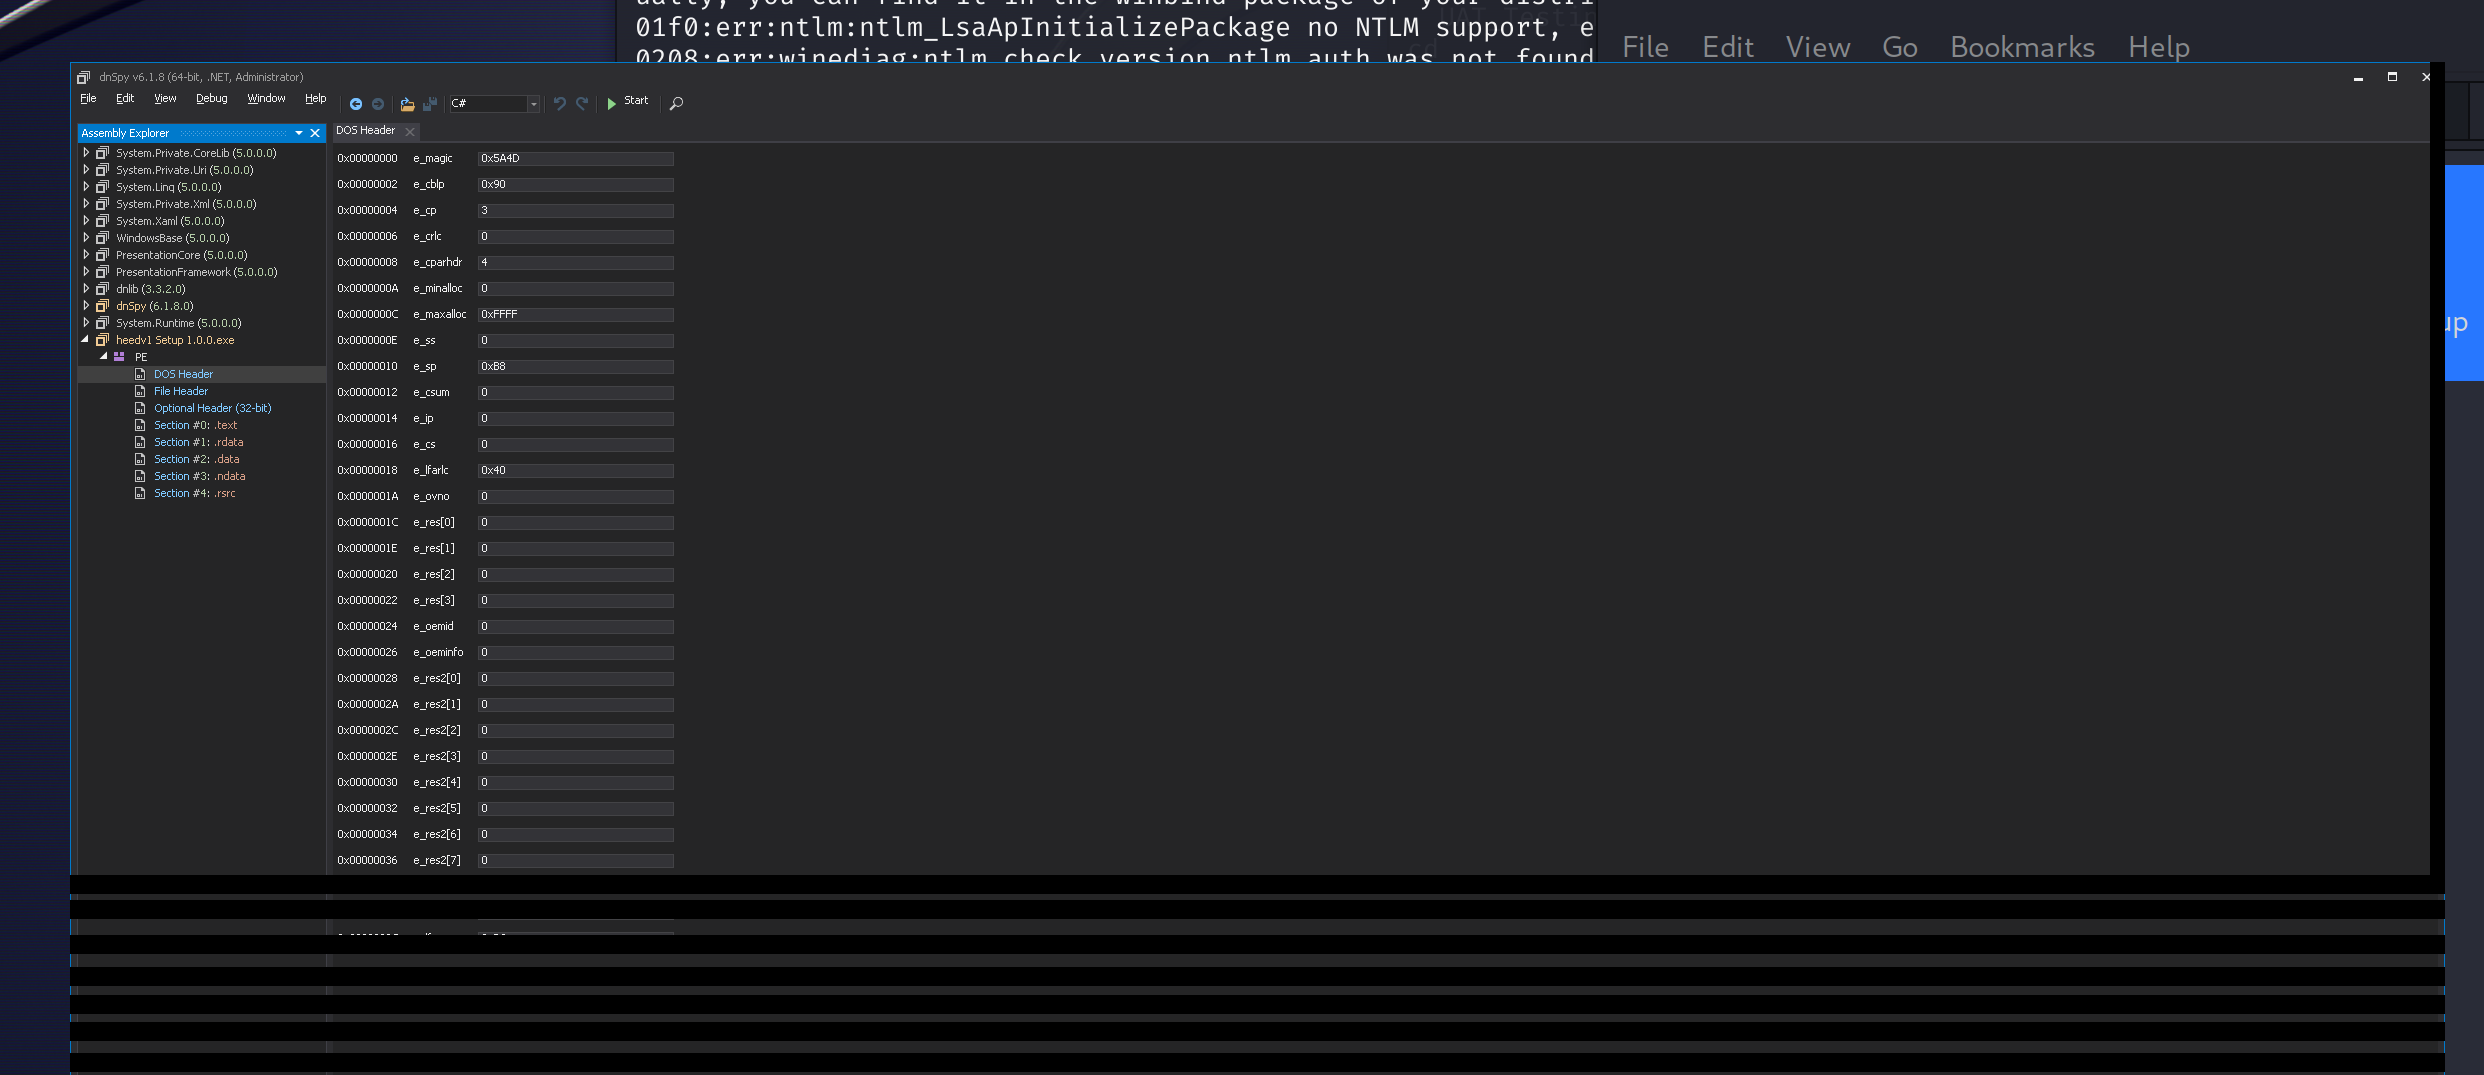 ually, you can find it in the winbind package of your distri
01f0:err:ntlm:ntlm_LsaApInitializePackage no NTLM support, e
0208:err:winediag:ntlm_check_version ntlm_auth was not found
File Edit View Go Bookmarks Help
dnSpy v6.1.8 (64-bit, .NET, Administrator)
File Edit View Debug Window Help C# Start
Assembly Explorer
System.Private.CoreLib (5.0.0.0)
System.Private.Uri (5.0.0.0)
System.Linq (5.0.0.0)
System.Private.Xml (5.0.0.0)
System.Xaml (5.0.0.0)
WindowsBase (5.0.0.0)
PresentationCore (5.0.0.0)
PresentationFramework (5.0.0.0)
dnlib (3.3.2.0)
dnSpy (6.1.8.0)
System.Runtime (5.0.0.0)
heedv1 Setup 1.0.0.exe
PE
DOS Header
File Header
Optional Header (32-bit)
Section #0: .text
Section #1: .rdata
Section #2: .data
Section #3: .ndata
Section #4: .rsrc
DOS Header
0x00000000 e_magic 0x5A4D
0x00000002 e_cblp 0x90
0x00000004 e_cp 3
0x00000006 e_crlc 0
0x00000008 e_cparhdr 4
0x0000000A e_minalloc 0
0x0000000C e_maxalloc 0xFFFF
0x0000000E e_ss 0
0x00000010 e_sp 0xB8
0x00000012 e_csum 0
0x00000014 e_ip 0
0x00000016 e_cs 0
0x00000018 e_lfarlc 0x40
0x0000001A e_ovno 0
0x0000001C e_res[0] 0
0x0000001E e_res[1] 0
0x00000020 e_res[2] 0
0x00000022 e_res[3] 0
0x00000024 e_oemid 0
0x00000026 e_oeminfo 0
0x00000028 e_res2[0] 0
0x0000002A e_res2[1] 0
0x0000002C e_res2[2] 0
0x0000002E e_res2[3] 0
0x00000030 e_res2[4] 0
0x00000032 e_res2[5] 0
0x00000034 e_res2[6] 0
0x00000036 e_res2[7] 0
up